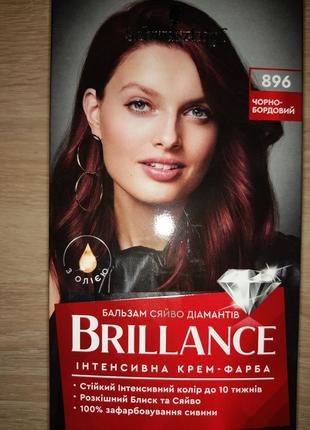 896
ЧОРНО-
БОРДОВИЙ
З ОЛІЄЮ
БАЛЬЗАМ СЯЙВО ДІАМАНТІВ
BRILLANCE
ІНТЕНСИВНА КРЕМ-ФАРБА
• Стійкий Інтенсивний колір до 10 тижнів
• Розкішний Блиск та Сяйво
• 100% зафарбовування сивини